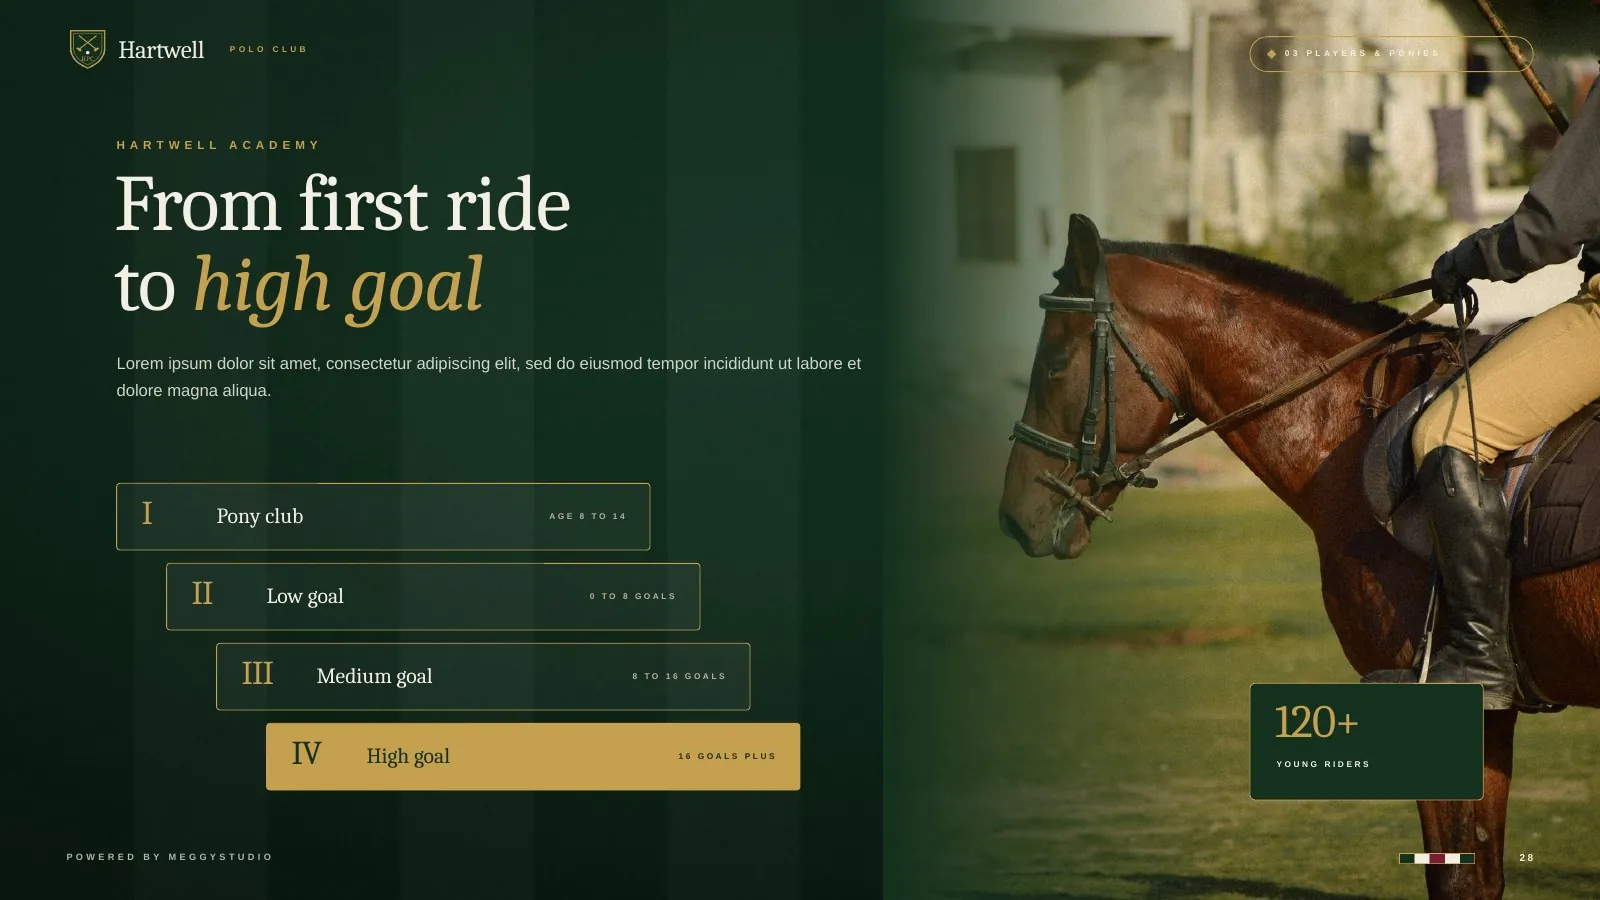 HPC
Hartwell
POLO CLUB
03 PLAYERS & PONIES
HARTWELL ACADEMY
From first ride
to high goal
Lorem ipsum dolor sit amet, consectetur adipiscing elit, sed do eiusmod tempor incididunt ut labore et
dolore magna aliqua.
I Pony club AGE 8 TO 14
II Low goal 0 TO 8 GOALS
III Medium goal 8 TO 16 GOALS
IV High goal 16 GOALS PLUS
120+
YOUNG RIDERS
POWERED BY MEGGYSTUDIO
28